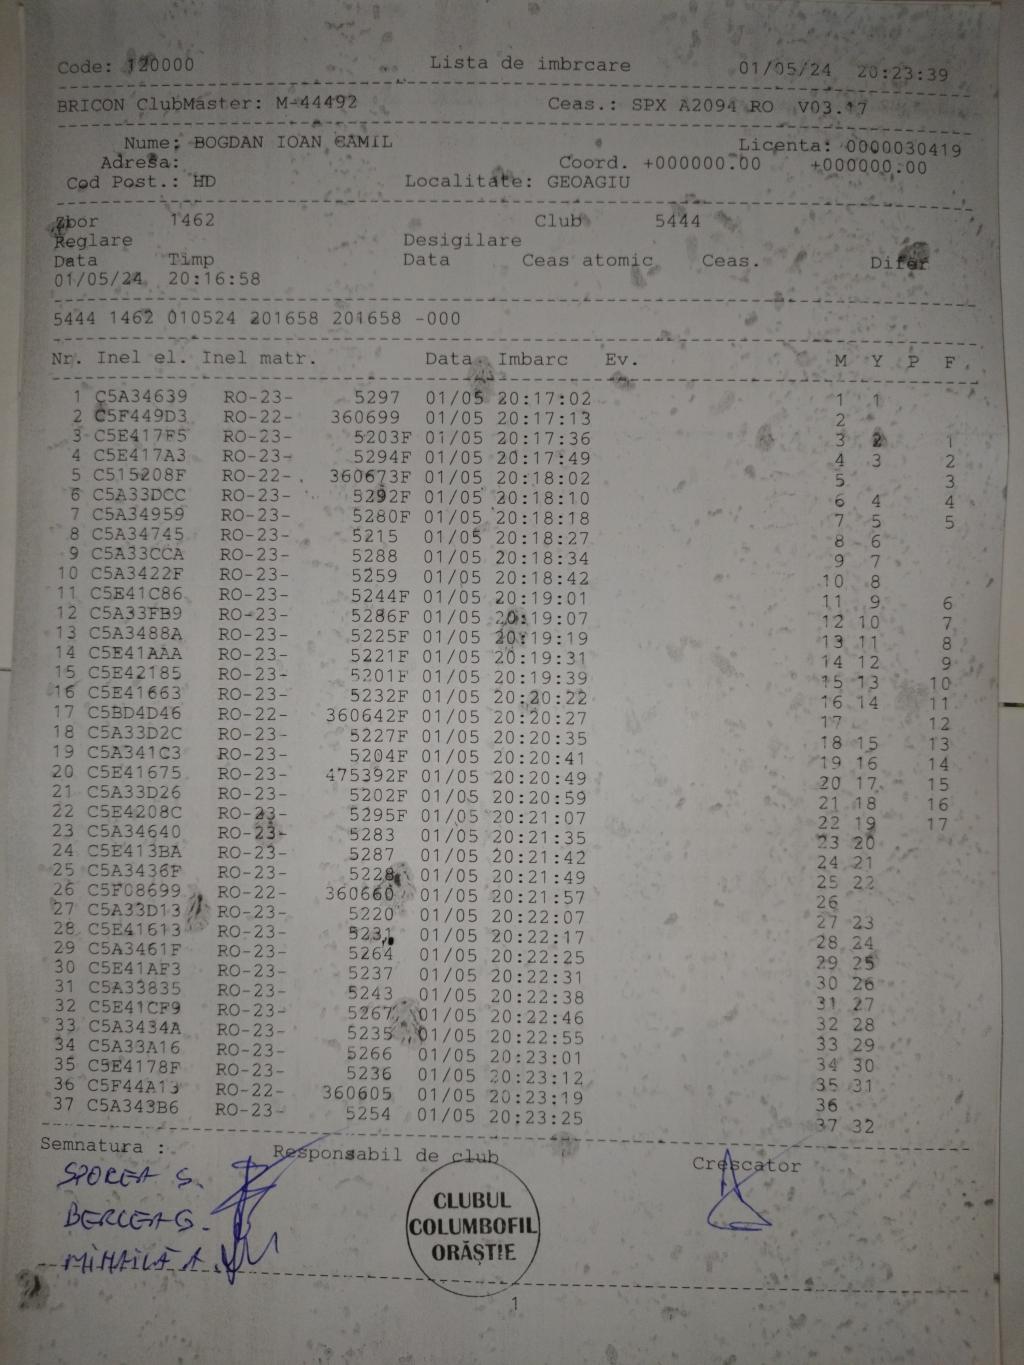 Code: 120000 Lista de imbrcare 01/05/24 20:23:39
BRICON ClubMaster: M-44492 Ceas.: SPX A2094 RO V03.17
Nume: BOGDAN IOAN CAMIL Licenta: 0000030419
Adresa: Coord. +000000.00 +000000.00
Cod Post.: HD Localitate: GEOAGIU
Zbor 1462 Club 5444
Reglare Desigilare
Data Timp Data Ceas atomic Ceas. Difer
01/05/24 20:16:58
5444 1462 010524 201658 201658 -000
Nr. Inel el. Inel matr. Data Imbarc Ev. M Y P F.
1 C5A34639 RO-23- 5297 01/05 20:17:02 1 1
2 C5F449D3 RO-22- 360699 01/05 20:17:13 2
3 C5E417F5 RO-23- 5203F 01/05 20:17:36 3 2 1
4 C5E417A3 RO-23- 5294F 01/05 20:17:49 4 3 2
5 C515208F RO-22- 360673F 01/05 20:18:02 5 3
6 C5A33DCC RO-23- 5292F 01/05 20:18:10 6 4 4
7 C5A34959 RO-23- 5280F 01/05 20:18:18 7 5 5
8 C5A34745 RO-23- 5215 01/05 20:18:27 8 6
9 C5A33CCA RO-23- 5288 01/05 20:18:34 9 7
10 C5A3422F RO-23- 5259 01/05 20:18:42 10 8
11 C5E41C86 RO-23- 5244F 01/05 20:19:01 11 9 6
12 C5A33FB9 RO-23- 5286F 01/05 20:19:07 12 10 7
13 C5A3488A RO-23- 5225F 01/05 20:19:19 13 11 8
14 C5E41AAA RO-23- 5221F 01/05 20:19:31 14 12 9
15 C5E42185 RO-23- 5201F 01/05 20:19:39 15 13 10
16 C5E41663 RO-23- 5232F 01/05 20:20:22 16 14 11
17 C5BD4D46 RO-22- 360642F 01/05 20:20:27 17 12
18 C5A33D2C RO-23- 5227F 01/05 20:20:35 18 15 13
19 C5A341C3 RO-23- 5204F 01/05 20:20:41 19 16 14
20 C5E41675 RO-23- 475392F 01/05 20:20:49 20 17 15
21 C5A33D26 RO-23- 5202F 01/05 20:20:59 21 18 16
22 C5E4208C RO-23- 5295F 01/05 20:21:07 22 19 17
23 C5A34640 RO-23- 5283 01/05 20:21:35 23 20
24 C5E413BA RO-23- 5287 01/05 20:21:42 24 21
25 C5A3436F RO-23- 5228 01/05 20:21:49 25 22
26 C5F08699 RO-22- 360660 01/05 20:21:57 26
27 C5A33D13 RO-23- 5220 01/05 20:22:07 27 23
28 C5E41613 RO-23- 5231 01/05 20:22:17 28 24
29 C5A3461F RO-23- 5264 01/05 20:22:25 29 25
30 C5E41AF3 RO-23- 5237 01/05 20:22:31 30 26
31 C5A33835 RO-23- 5243 01/05 20:22:38 31 27
32 C5E41CF9 RO-23- 5267 01/05 20:22:46 32 28
33 C5A3434A RO-23- 5235 01/05 20:22:55 33 29
34 C5A33A16 RO-23- 5266 01/05 20:23:01 34 30
35 C5E4178F RO-23- 5236 01/05 20:23:12 35 31
36 C5F44A13 RO-22- 360605 01/05 20:23:19 36
37 C5A343B6 RO-23- 5254 01/05 20:23:25 37 32
Semnatura : Responsabil de club Crescator
SPOREA S.
BERCEA G.
MIHAILĂ A.
CLUBUL
COLUMBOFIL
ORĂȘTIE
1